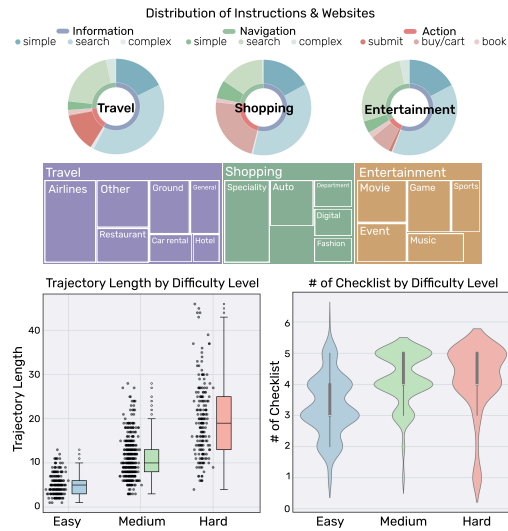 Distribution of Instructions & Websites
Information Navigation Action
simple search complex simple search complex submit buy/cart book
Travel Shopping Entertainment
Travel Shopping Entertainment
Airlines Other Ground General Speciality Auto Department Movie Game Sports
Digital
Restaurant Car rental Hotel Fashion Event Music
Trajectory Length by Difficulty Level # of Checklist by Difficulty Level
Trajectory Length
40
30
20
10
0
Easy Medium Hard
# of Checklist
6
5
4
3
2
1
0
Easy Medium Hard